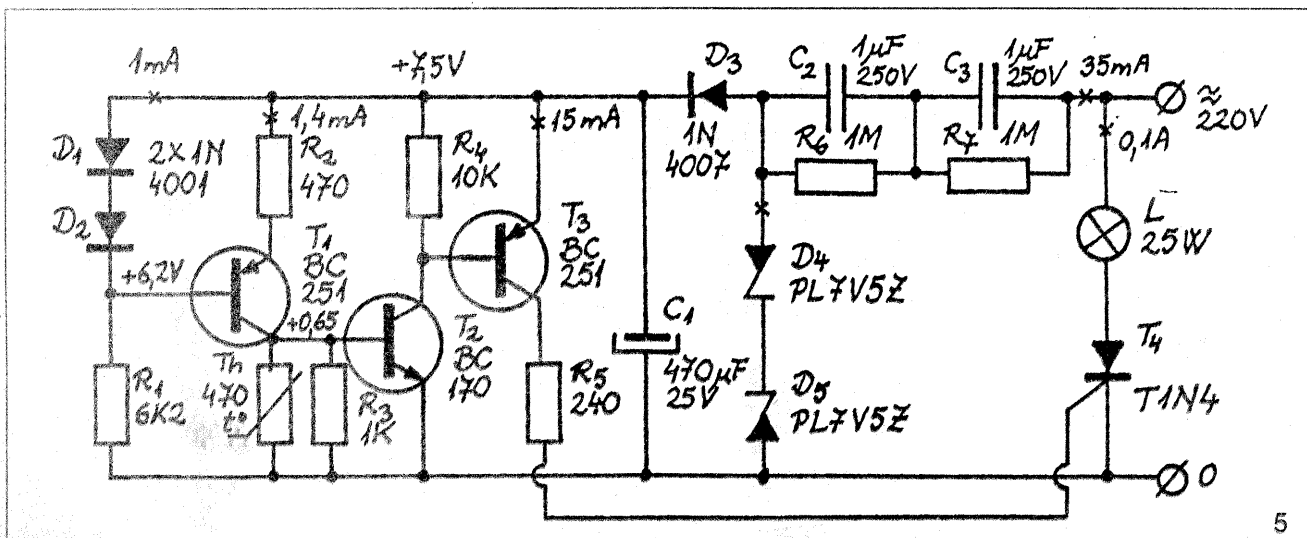 1mA
+7,5V
D3
1N
4007
C2
1µF
250V
C3
1µF
250V
35mA
≈
220V
0,1A
D1
2X1N
4001
D2
1,4mA
R2
470
R4
10K
15mA
R6
1M
R7
1M
+6,2V
T1
BC
251
T3
BC
251
D4
PL7V5Z
L
25W
+0,65
T2
BC
170
C1
470µF
25V
T4
T1N4
R1
6K2
Th
470
t°
R3
1K
R5
240
D5
PL7V5Z
0
5